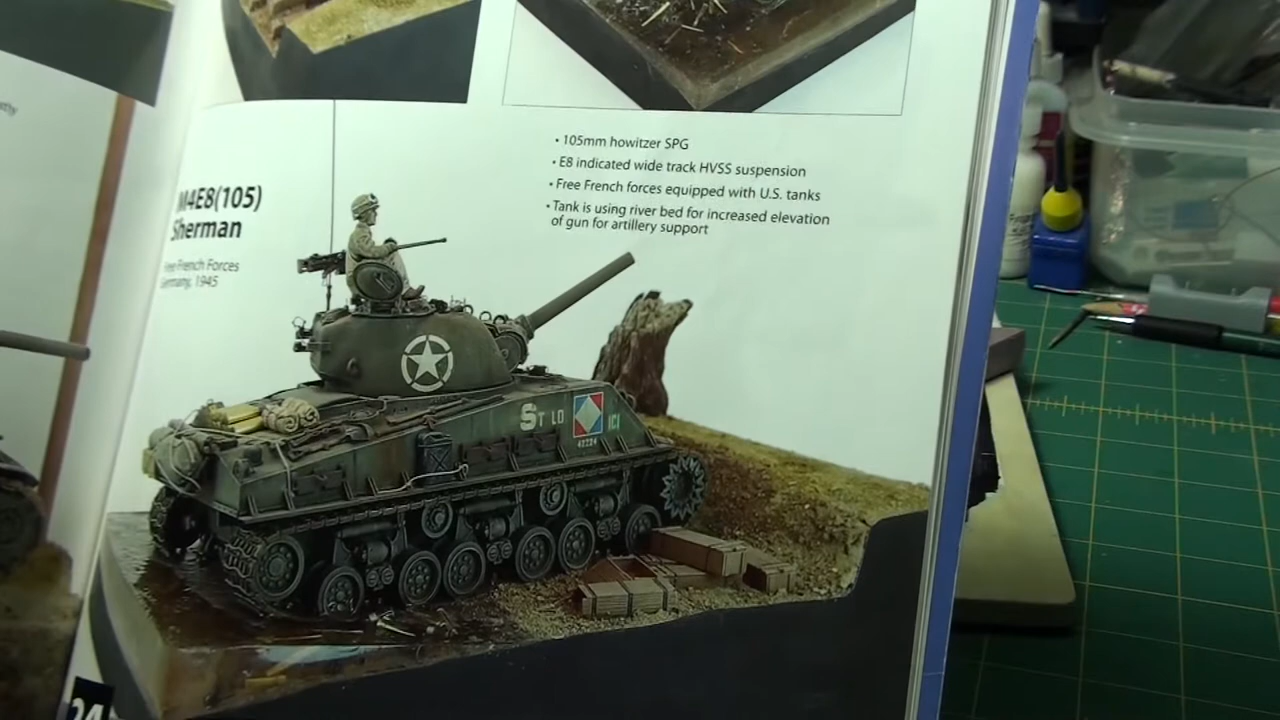 M4E8(105)
Sherman
Free French Forces
Germany, 1945
• 105mm howitzer SPG
• E8 indicated wide track HVSS suspension
• Free French forces equipped with U.S. tanks
• Tank is using river bed for increased elevation
of gun for artillery support
ST LO
ICI
42224
24